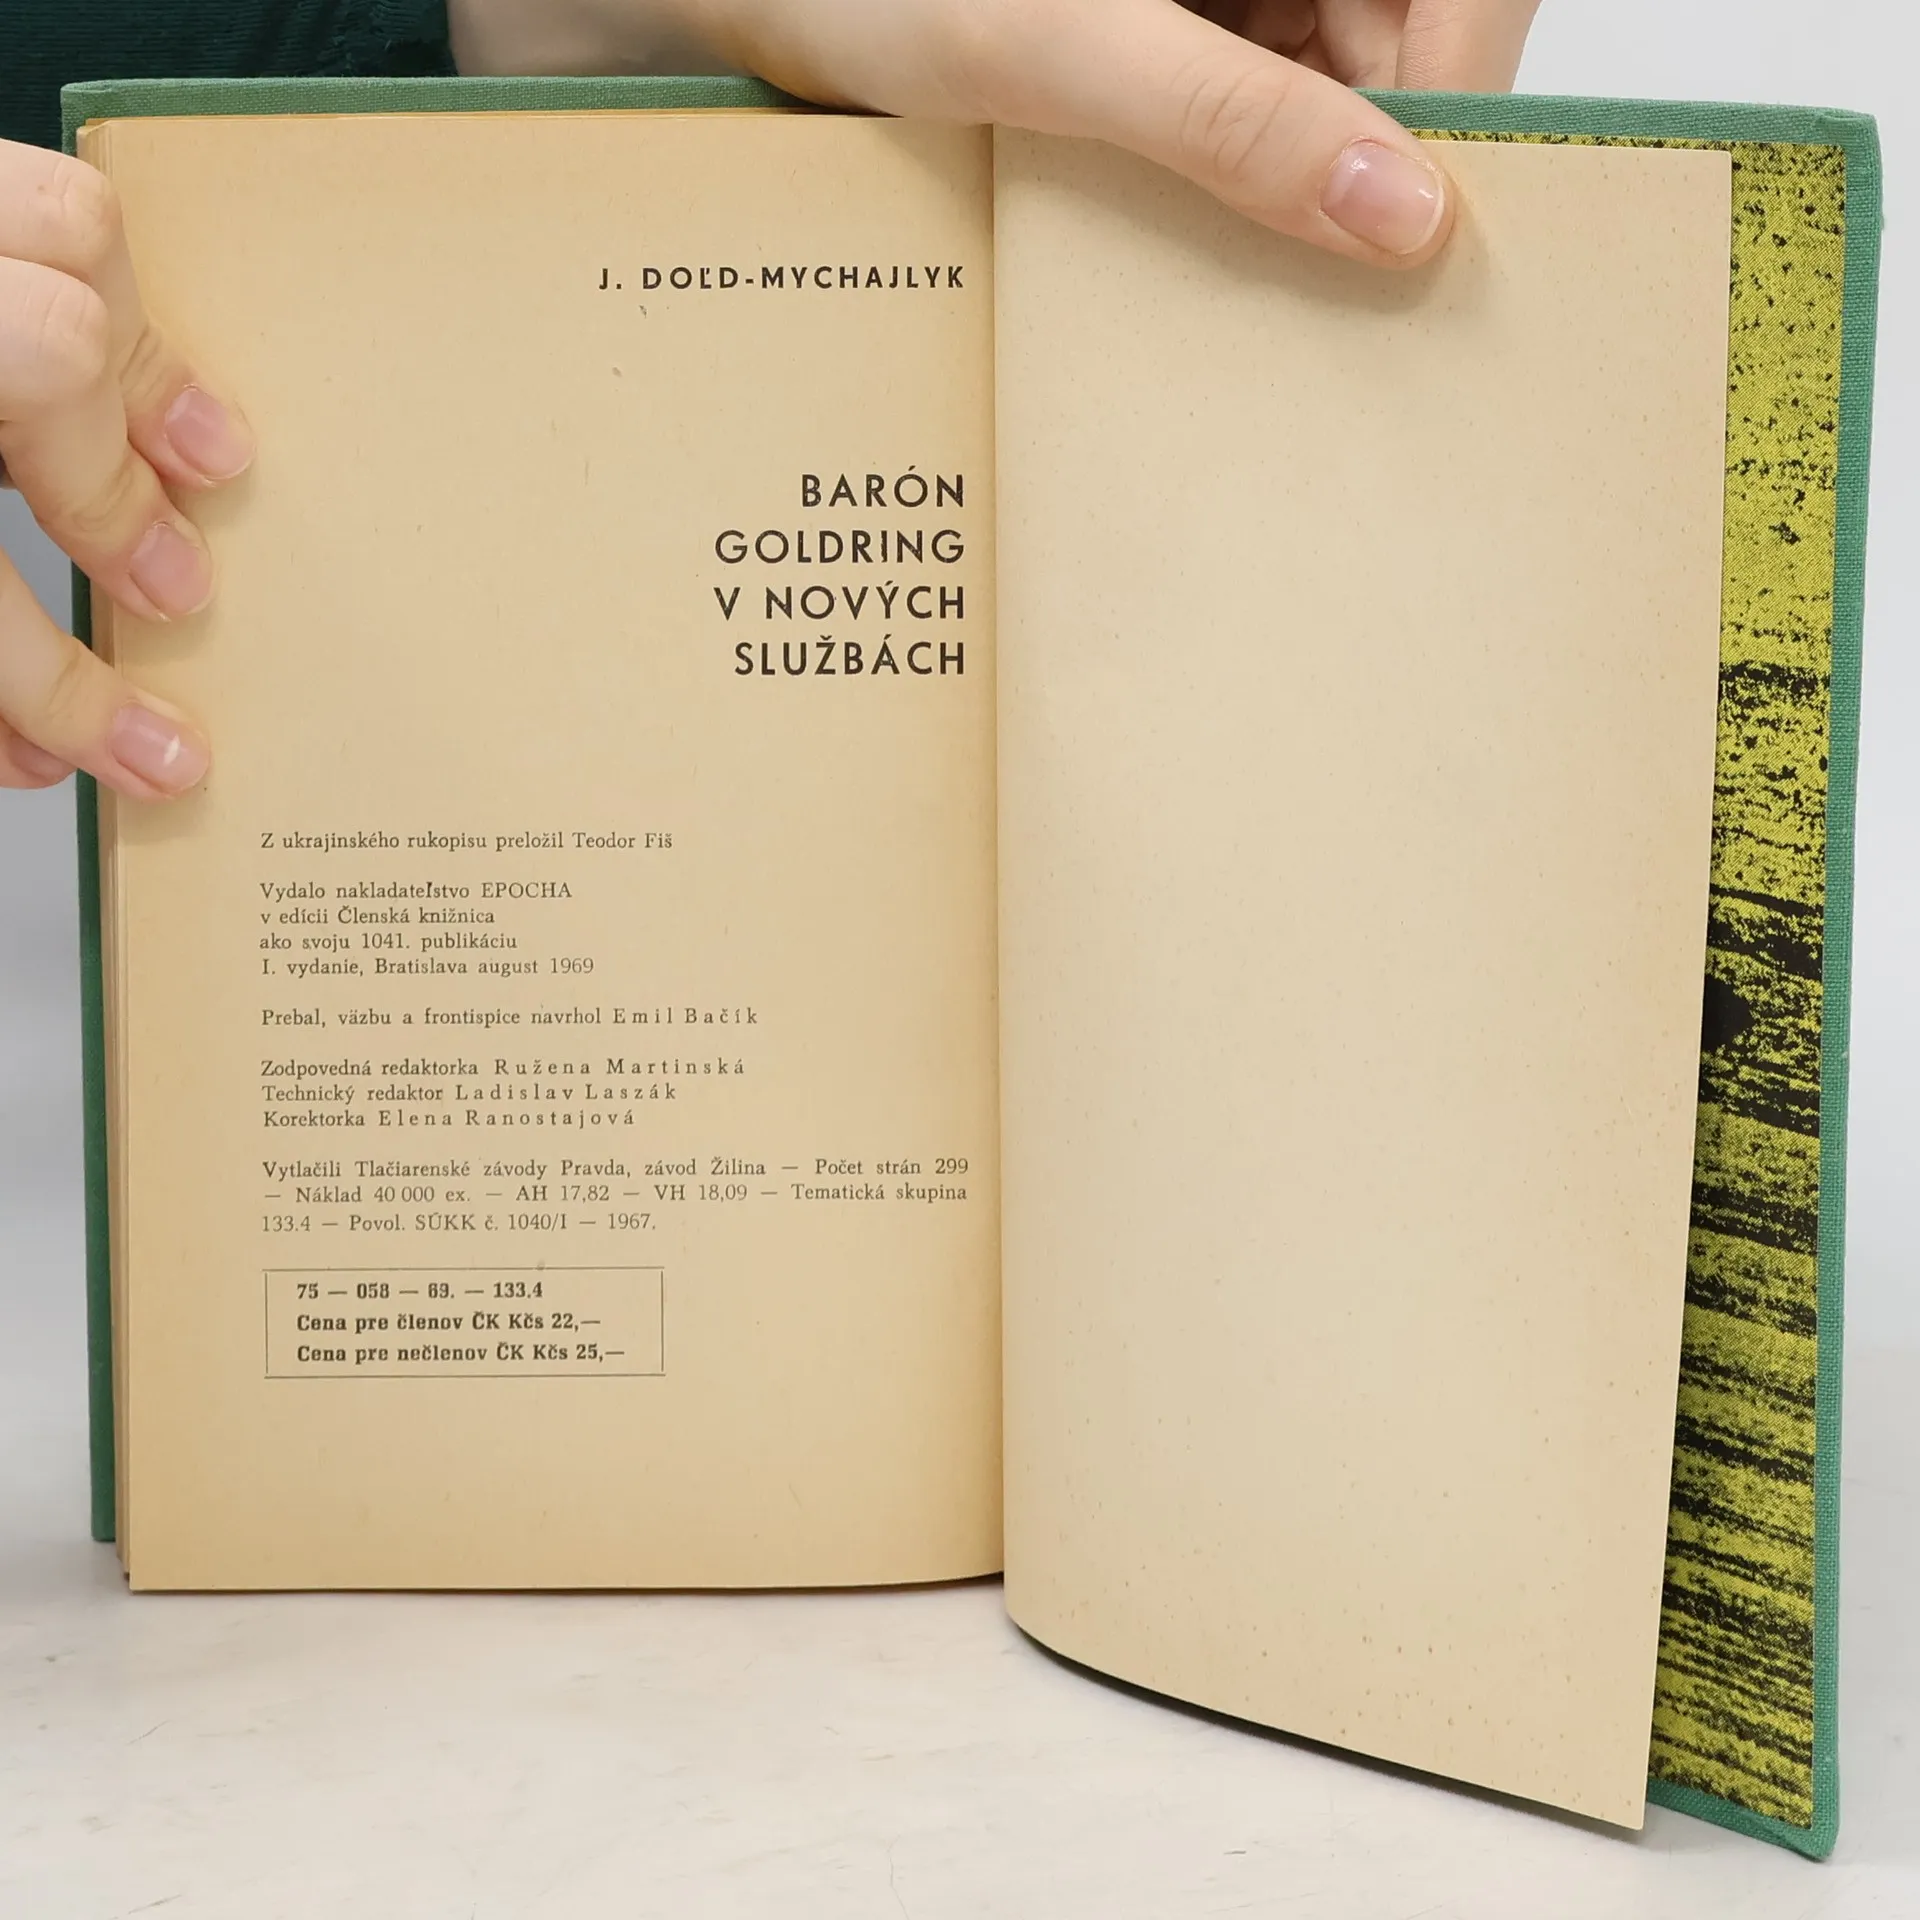 J. DOĽD-MYCHAJLYK
BARÓN
GOLDRING
V NOVÝCH
SLUŽBÁCH
Z ukrajinského rukopisu preložil Teodor Fiš
Vydalo nakladateľstvo EPOCHA
v edícii Členská knižnica
ako svoju 1041. publikáciu
I. vydanie, Bratislava august 1969
Prebal, väzbu a frontispice navrhol Emil Bačík
Zodpovedná redaktorka Ružena Martinská
Technický redaktor Ladislav Laszák
Korektorka Elena Ranostajová
Vytlačili Tlačiarenské závody Pravda, závod Žilina — Počet strán 299
— Náklad 40 000 ex. — AH 17,82 — VH 18,09 — Tematická skupina
133.4 — Povol. SÚKK č. 1040/I — 1967.
75 — 058 — 69. — 133.4
Cena pre členov ČK Kčs 22,—
Cena pre nečlenov ČK Kčs 25,—